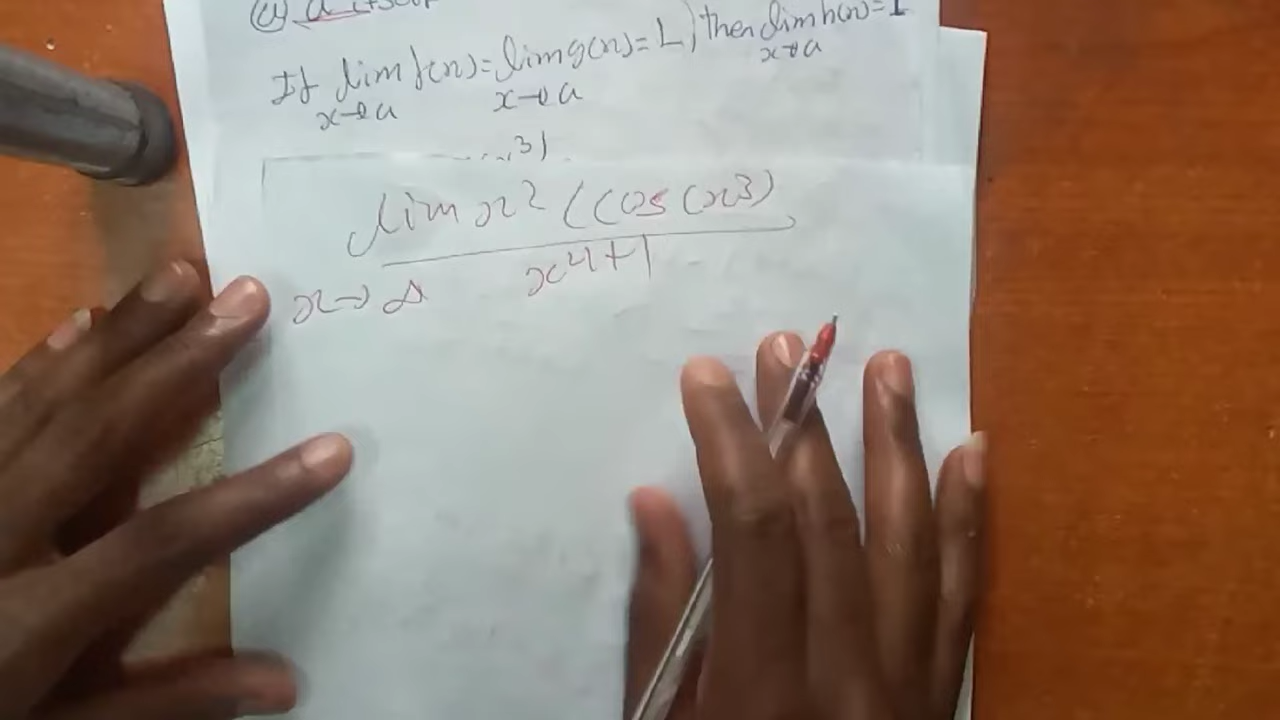 If lim f(x)= lim g(x)= L, then lim h(x)= L
x→a x→a x→a
lim x² (cos (x³)
x⁴+1
x→∞